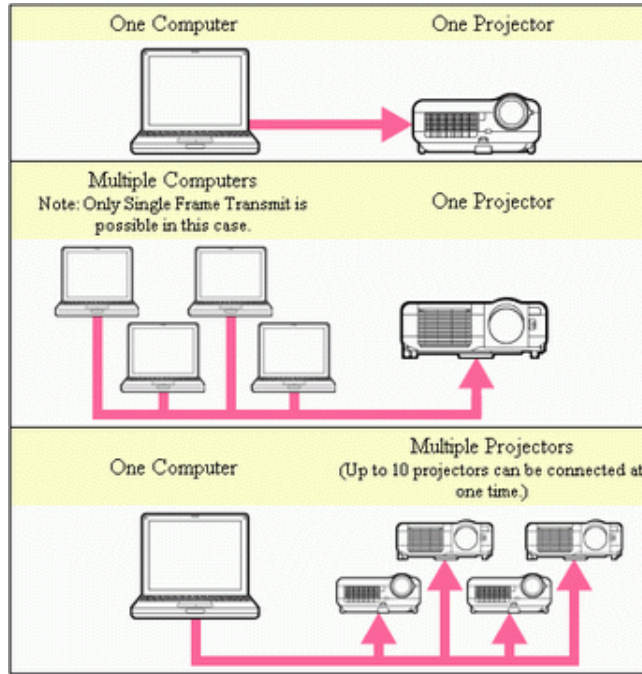 One Computer
One Projector
Multiple Computers
Note: Only Single Frame Transmit is
possible in this case.
One Projector
One Computer
Multiple Projectors
(Up to 10 projectors can be connected at
one time.)